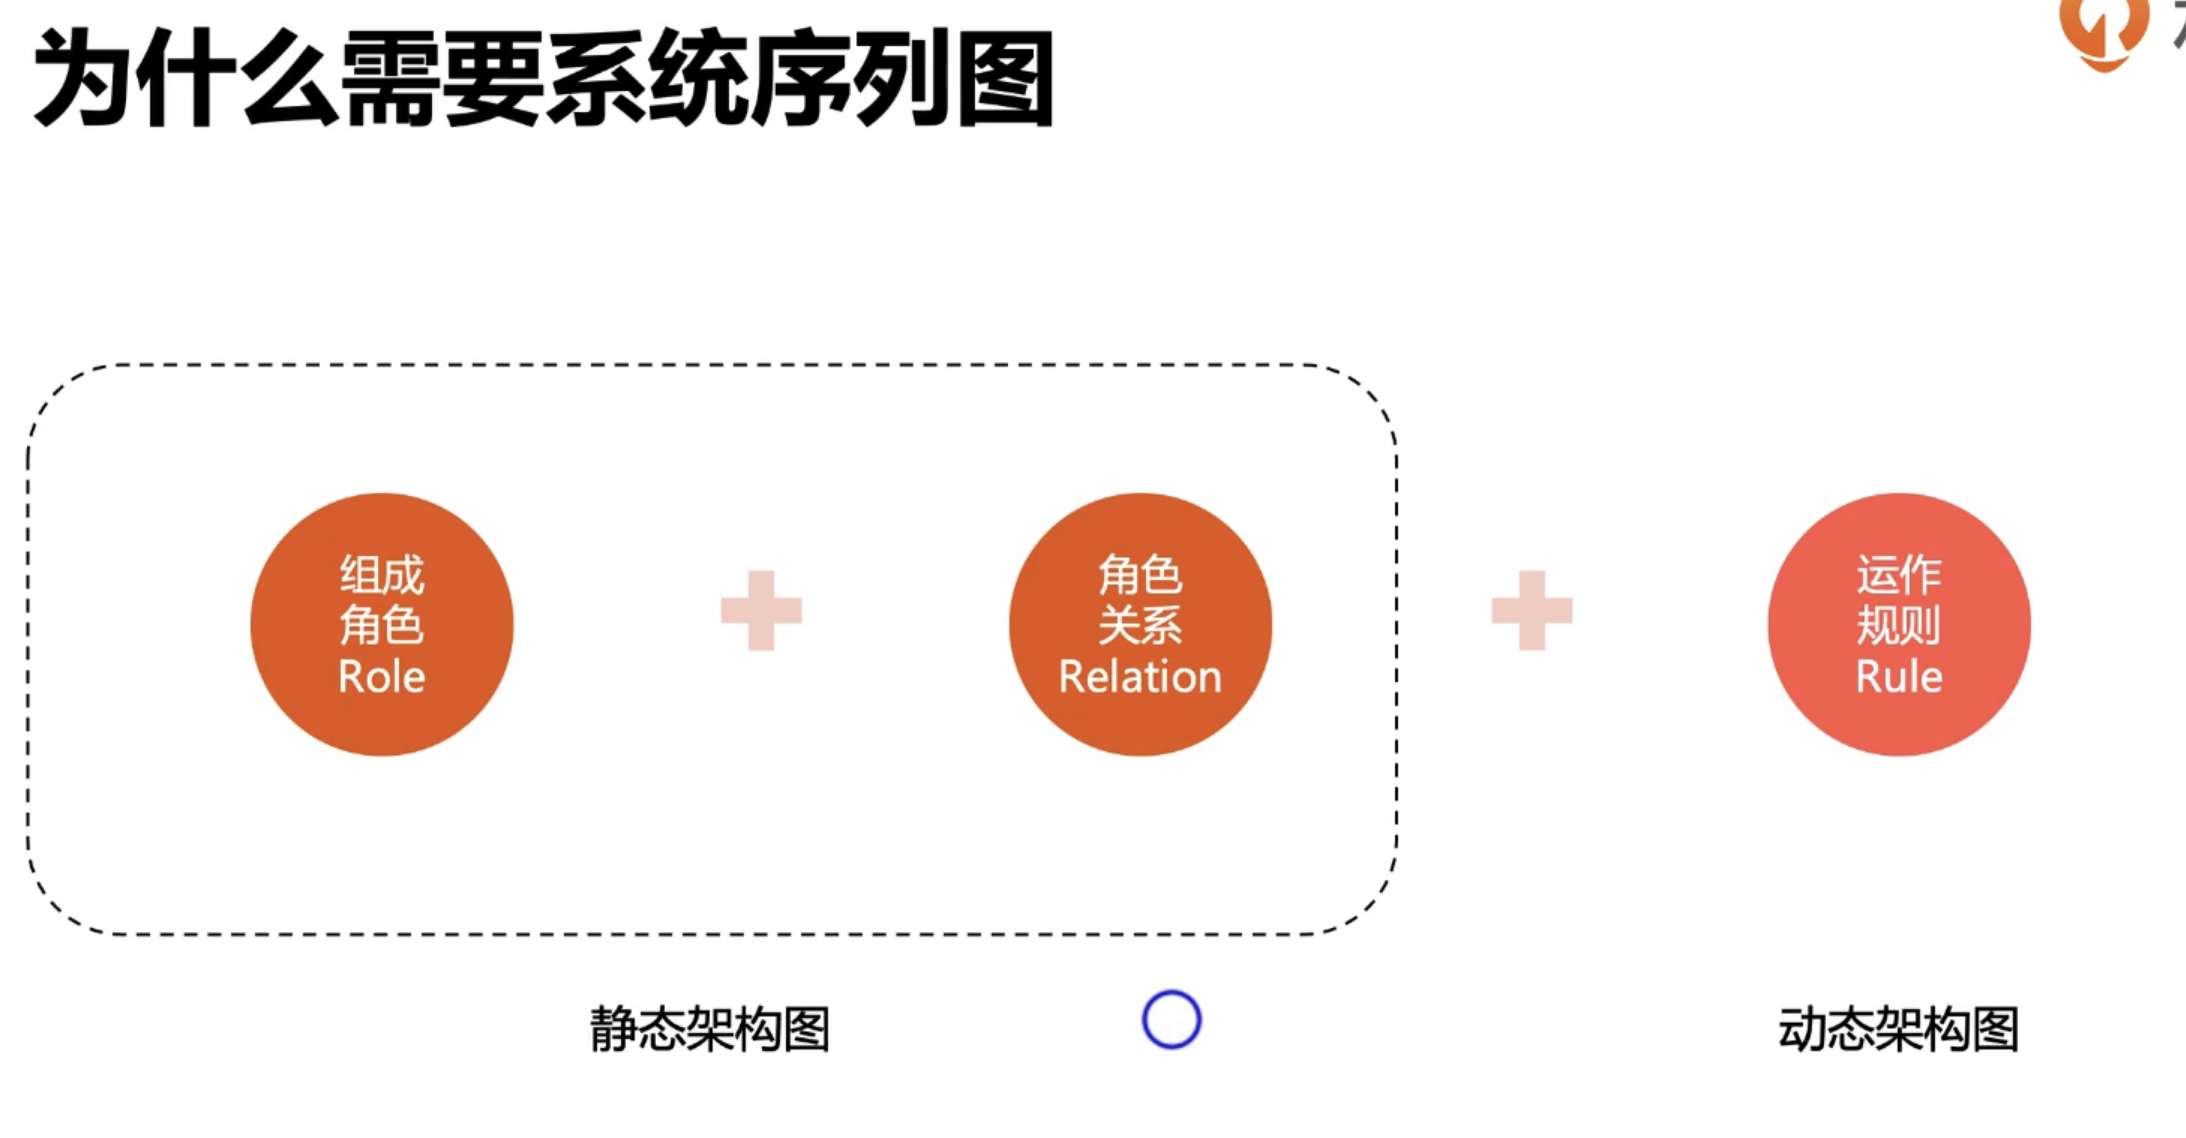 为什么需要系统序列图
组成
角色
Role
角色
关系
Relation
运作
规则
Rule
静态架构图
动态架构图